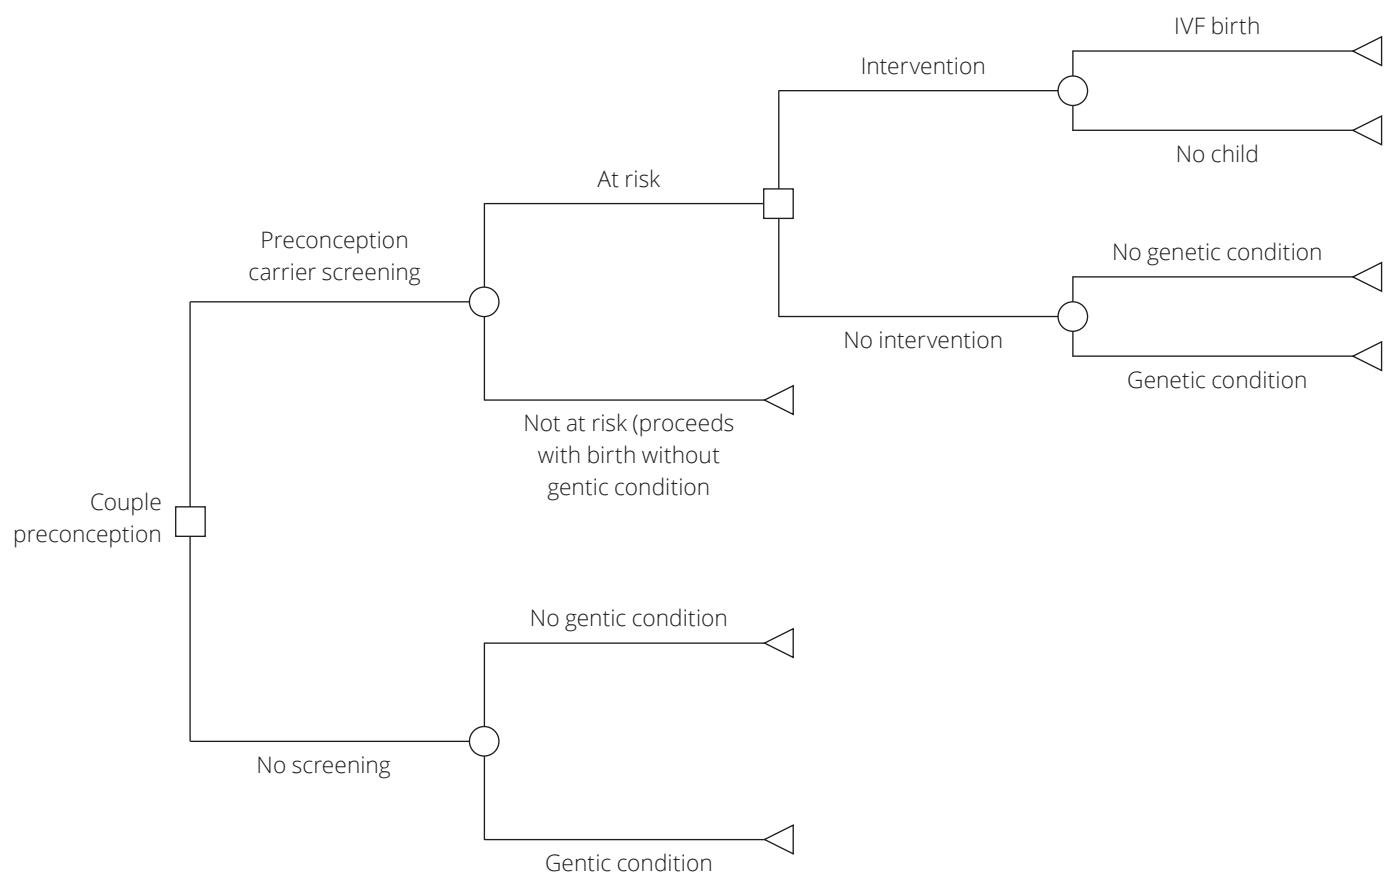 IVF birth
Intervention
No child
At risk
Preconception
carrier screening
No genetic condition
No intervention
Genetic condition
Not at risk (proceeds
with birth without
gentic condition
Couple
preconception
No gentic condition
No screening
Gentic condition